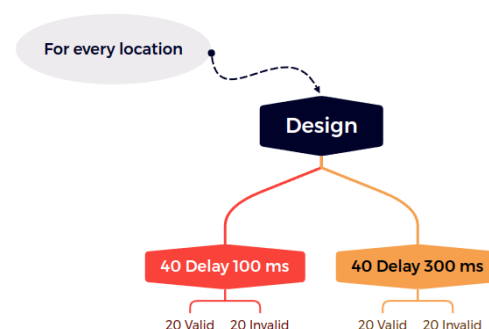 For every location
Design
40 Delay 100 ms
40 Delay 300 ms
20 Valid 20 Invalid
20 Valid 20 Invalid